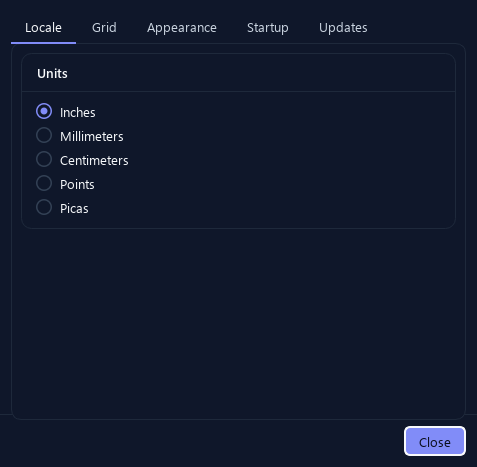 Locale Grid Appearance Startup Updates
Units
Inches
Millimeters
Centimeters
Points
Picas
Close